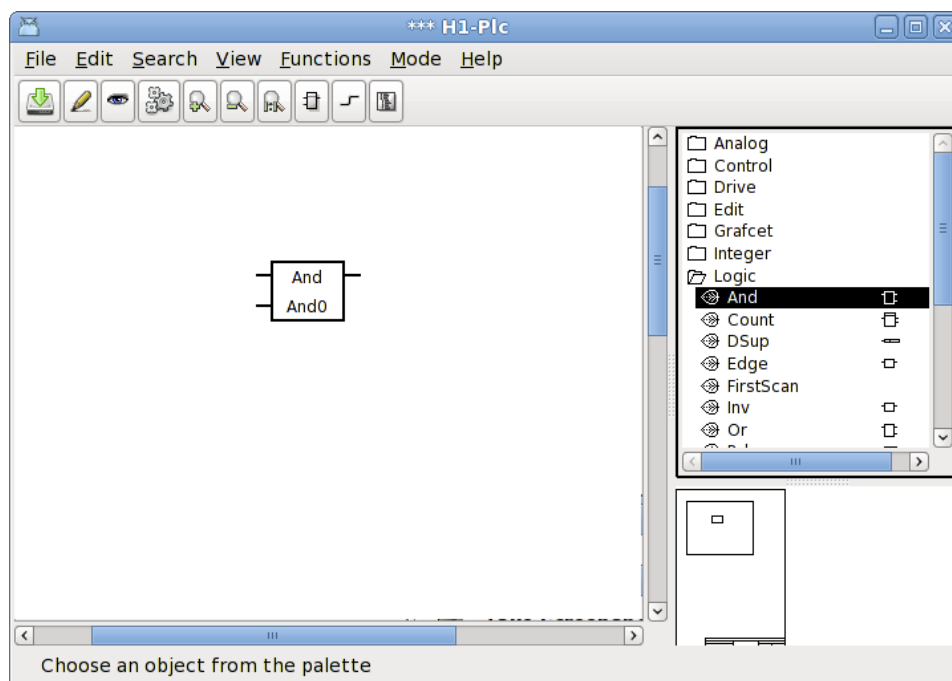 *** H1-Plc
File Edit Search View Functions Mode Help
And
And0
Analog
Control
Drive
Edit
Grafcet
Integer
Logic
And
Count
DSup
Edge
FirstScan
Inv
Or
Choose an object from the palette